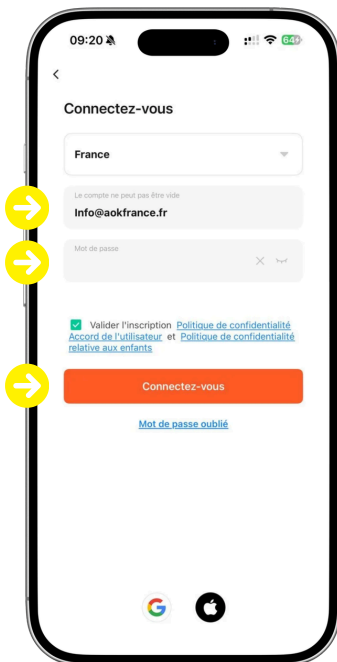 09:20
64
Connectez-vous
France
Le compte ne peut pas être vide
Info@aokfrance.fr
Mot de passe
Valider l'inscription Politique de confidentialité
Accord de l'utilisateur et Politique de confidentialité
relative aux enfants
Connectez-vous
Mot de passe oublié
G